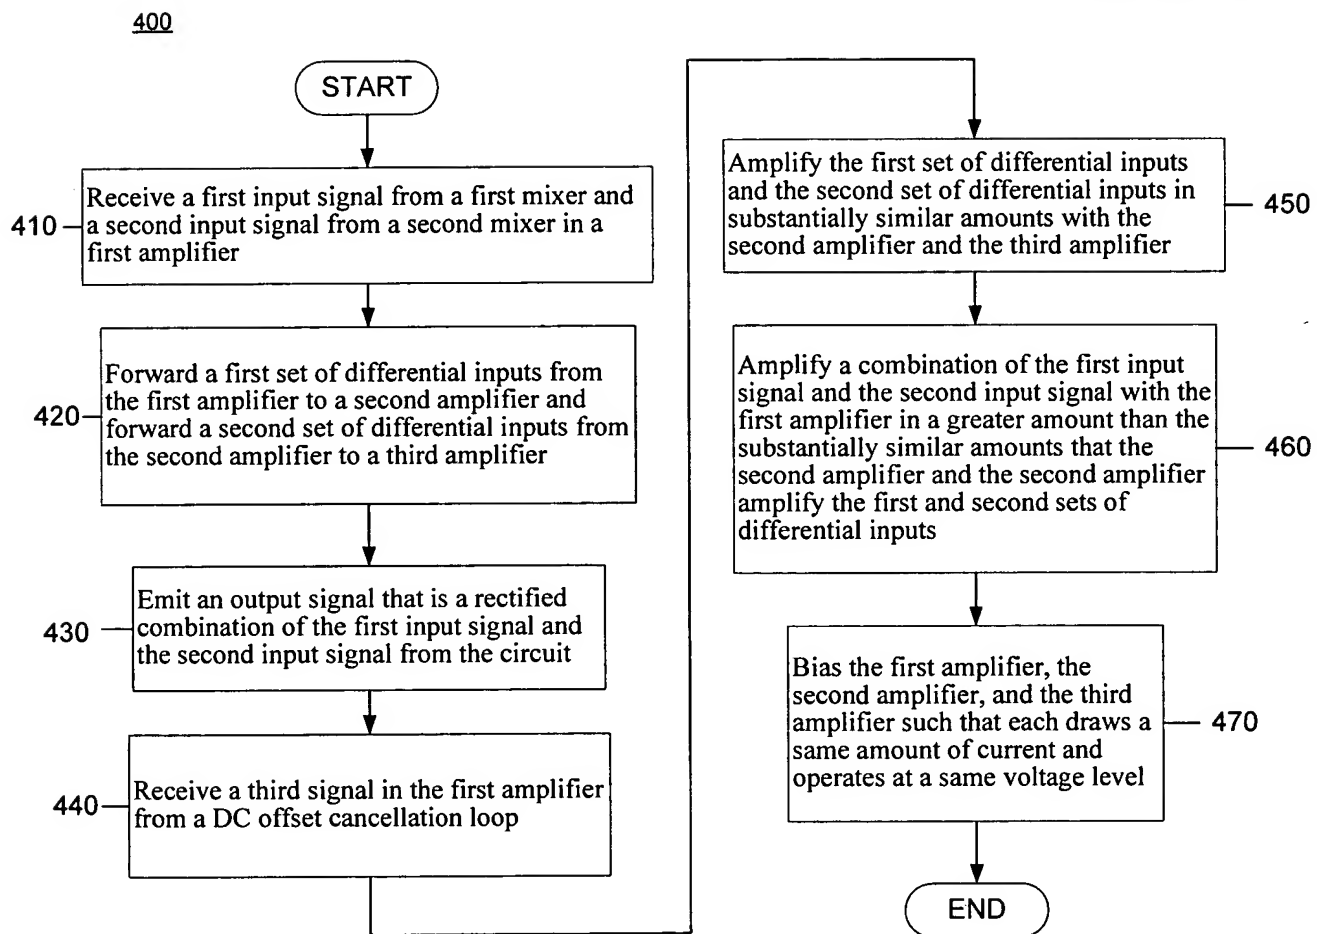 400
START
Receive a first input signal from a first mixer and
a second input signal from a second mixer in a
first amplifier
410
Forward a first set of differential inputs from
the first amplifier to a second amplifier and
forward a second set of differential inputs from
the second amplifier to a third amplifier
420
Emit an output signal that is a rectified
combination of the first input signal and
the second input signal from the circuit
430
Receive a third signal in the first amplifier
from a DC offset cancellation loop
440
Amplify the first set of differential inputs
and the second set of differential inputs in
substantially similar amounts with the
second amplifier and the third amplifier
450
Amplify a combination of the first input
signal and the second input signal with the
first amplifier in a greater amount than the
substantially similar amounts that the
second amplifier and the second amplifier
amplify the first and second sets of
differential inputs
460
Bias the first amplifier, the
second amplifier, and the third
amplifier such that each draws a
same amount of current and
operates at a same voltage level
470
END